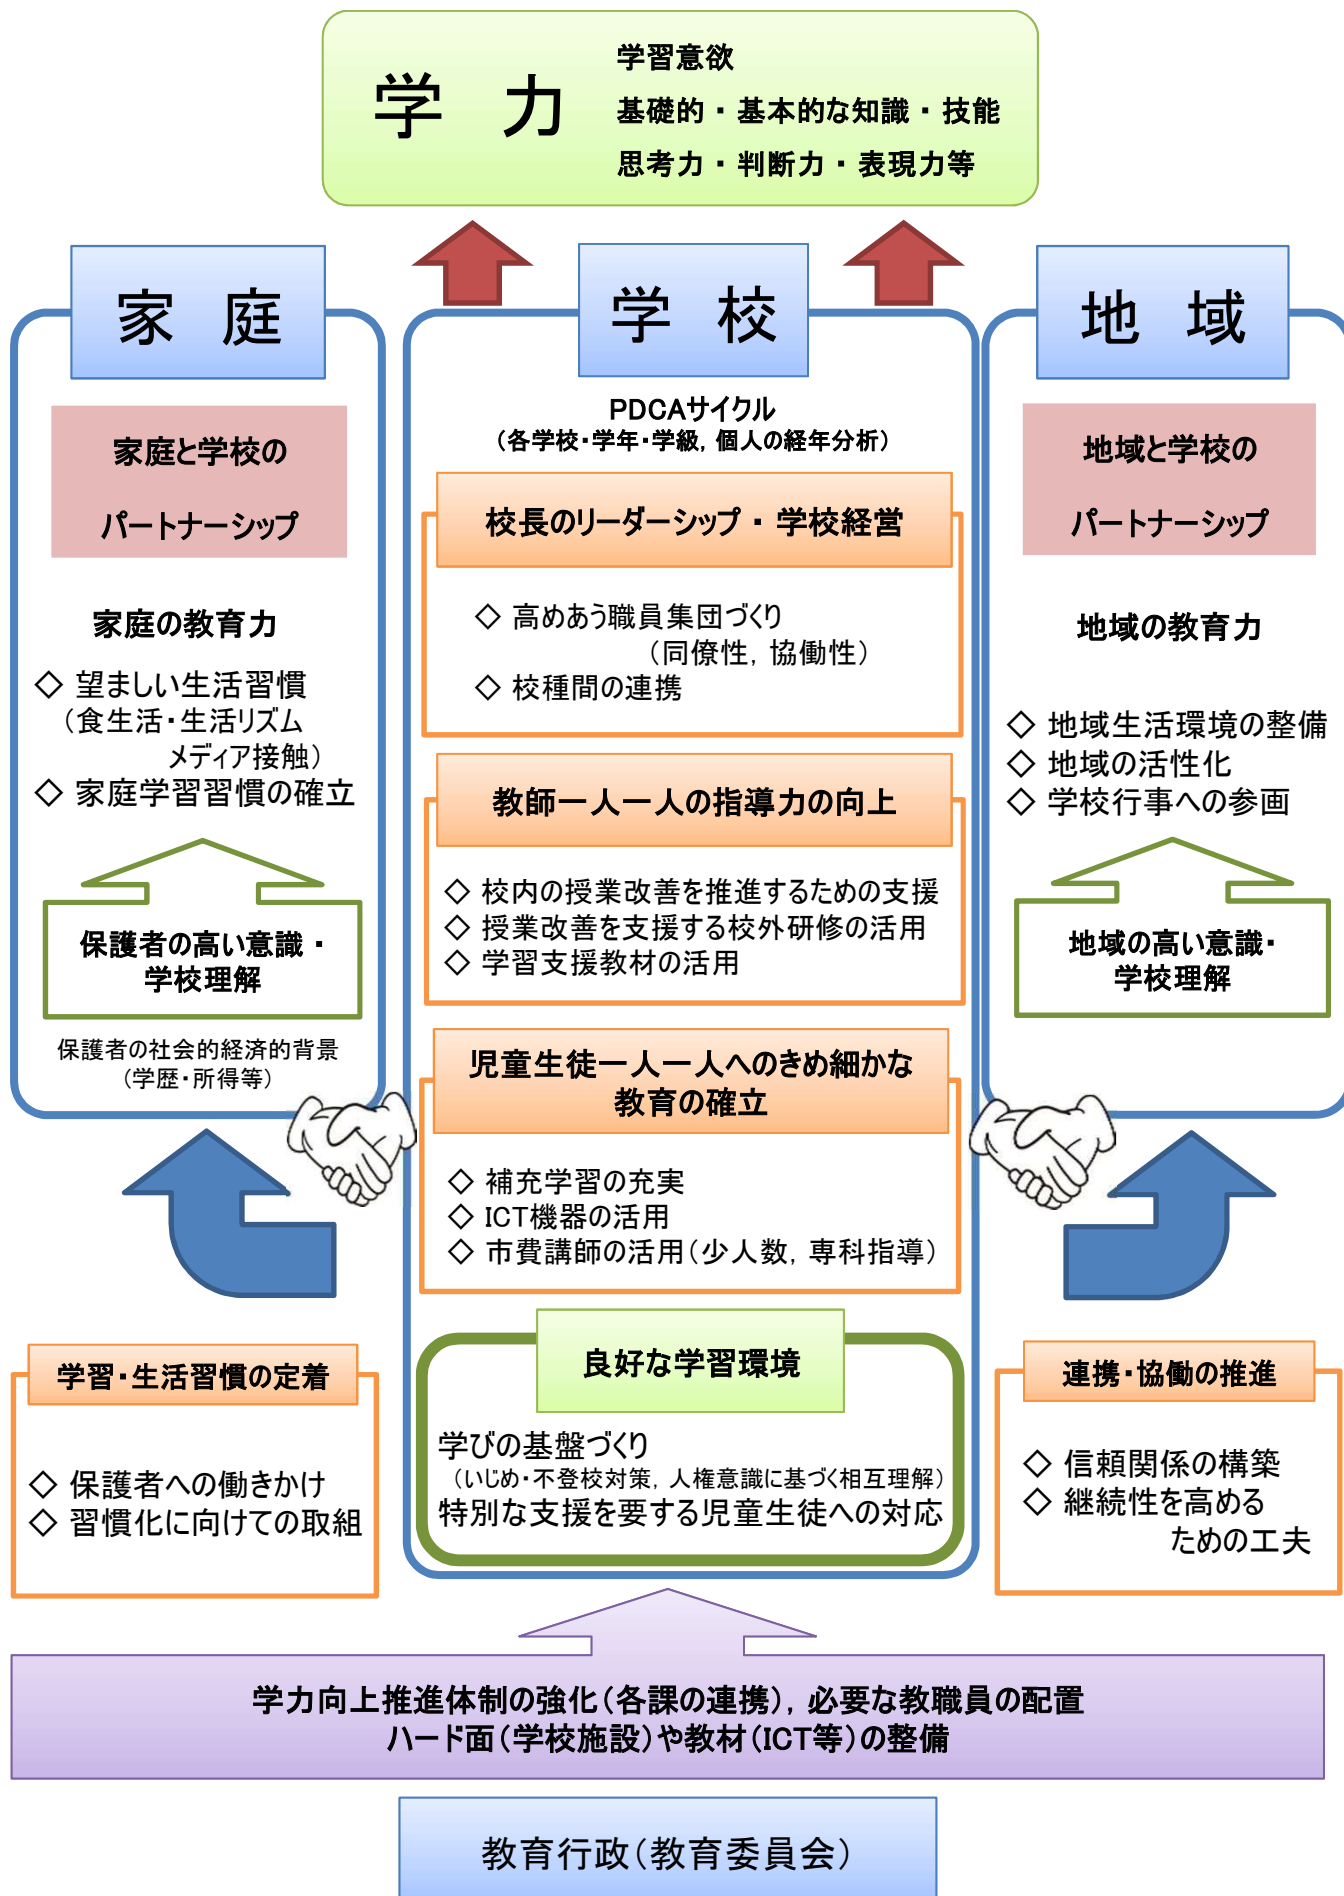 学 力
学習意欲
基礎的・基本的な知識・技能
思考力・判断力・表現力等
家 庭
家庭と学校の
パートナーシップ
家庭の教育力
◇ 望ましい生活習慣
（食生活・生活リズム
メディア接触）
◇ 家庭学習習慣の確立
保護者の高い意識・
学校理解
保護者の社会的経済的背景
（学歴・所得等）
学習・生活習慣の定着
◇ 保護者への働きかけ
◇ 習慣化に向けての取組
学 校
PDCAサイクル
（各学校・学年・学級，個人の経年分析）
校長のリーダーシップ・学校経営
◇ 高めあう職員集団づくり
（同僚性，協働性）
◇ 校種間の連携
教師一人一人の指導力の向上
◇ 校内の授業改善を推進するための支援
◇ 授業改善を支援する校外研修の活用
◇ 学習支援教材の活用
児童生徒一人一人へのきめ細かな
教育の確立
◇ 補充学習の充実
◇ ICT機器の活用
◇ 市費講師の活用（少人数，専科指導）
良好な学習環境
学びの基盤づくり
（いじめ・不登校対策，人権意識に基づく相互理解）
特別な支援を要する児童生徒への対応
地 域
地域と学校の
パートナーシップ
地域の教育力
◇ 地域生活環境の整備
◇ 地域の活性化
◇ 学校行事への参画
地域の高い意識・
学校理解
連携・協働の推進
◇ 信頼関係の構築
◇ 継続性を高める
ための工夫
学力向上推進体制の強化（各課の連携），必要な教職員の配置
ハード面（学校施設）や教材（ICT等）の整備
教育行政（教育委員会）